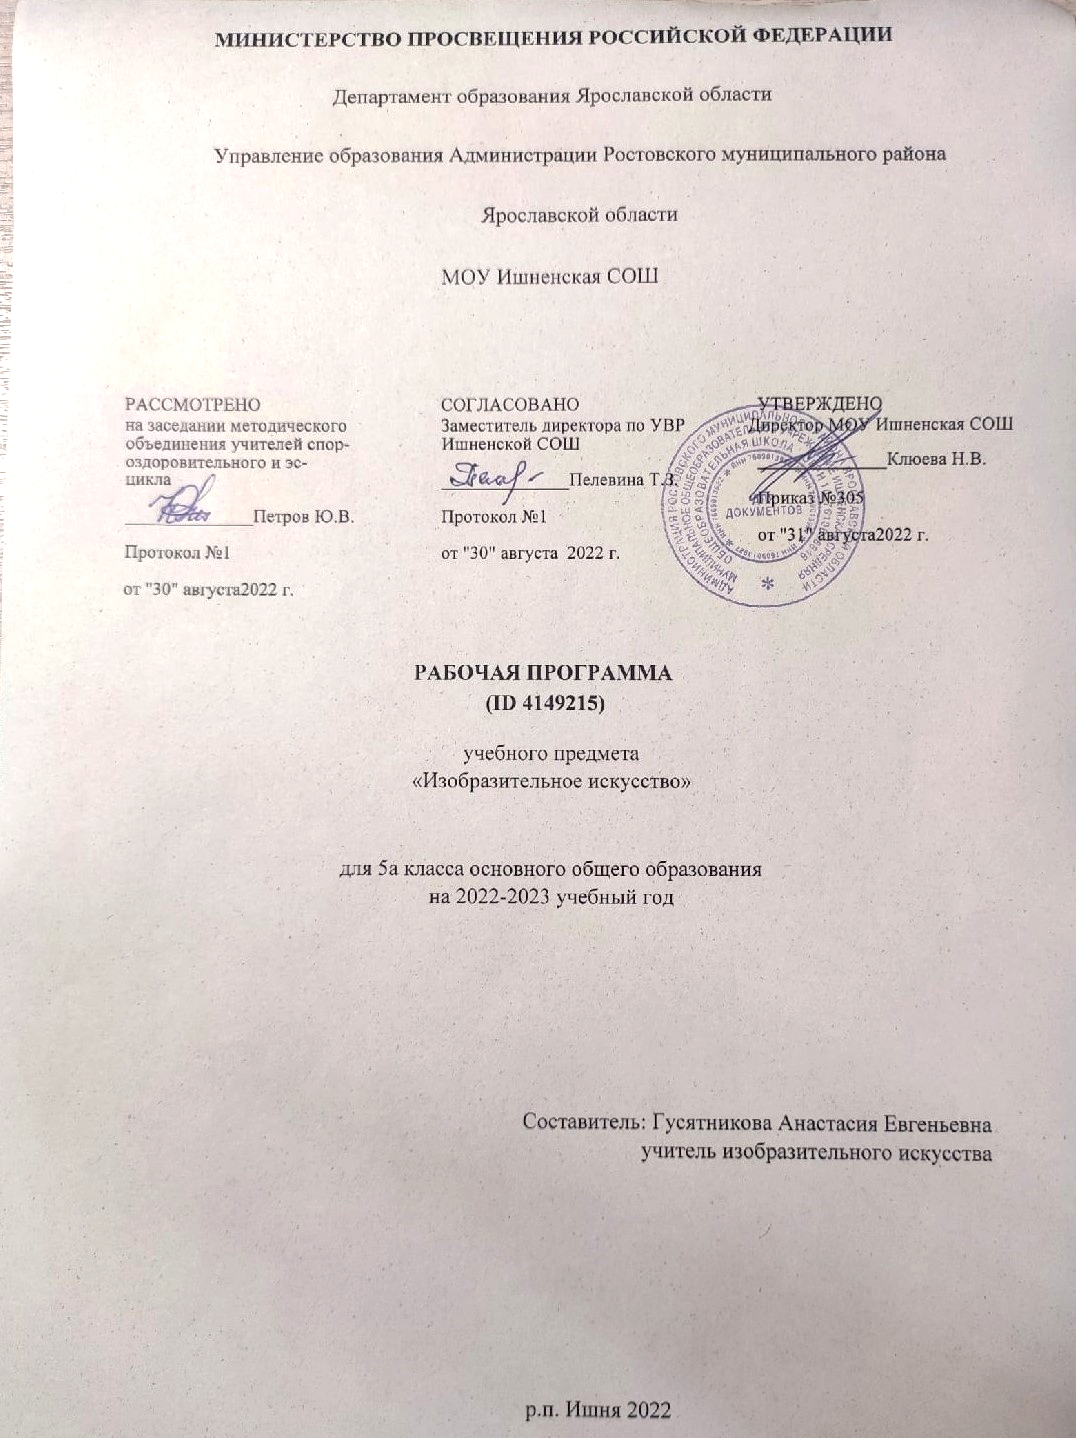 МИНИСТЕРСТВО ПРОСВЕЩЕНИЯ РОССИЙСКОЙ ФЕДЕРАЦИИ
Департамент образования Ярославской области
Управление образования Администрации Ростовского муниципального района
Ярославской области
МОУ Ишненская СОШ
РАССМОТРЕНО
на заседании методического
объединения учителей спор-
оздоровительного и эс-
цикла
Петров Ю.В.
Протокол №1
от "30" августа2022 г.
СОГЛАСОВАНО
Заместитель директора по УВР
Ишненской СОШ
Пелевина Т.З.
Протокол №1
от "30" августа 2022 г.
УТВЕРЖДЕНО
Директор МОУ Ишненская СОШ
Клюева Н.В.
Приказ №305
от "31" августа2022 г.
ДОКУМЕНТОВ
РАБОЧАЯ ПРОГРАММА
(ID 4149215)
учебного предмета
«Изобразительное искусство»
для 5а класса основного общего образования
на 2022-2023 учебный год
Составитель: Гусятникова Анастасия Евгеньевна
учитель изобразительного искусства
р.п. Ишня 2022